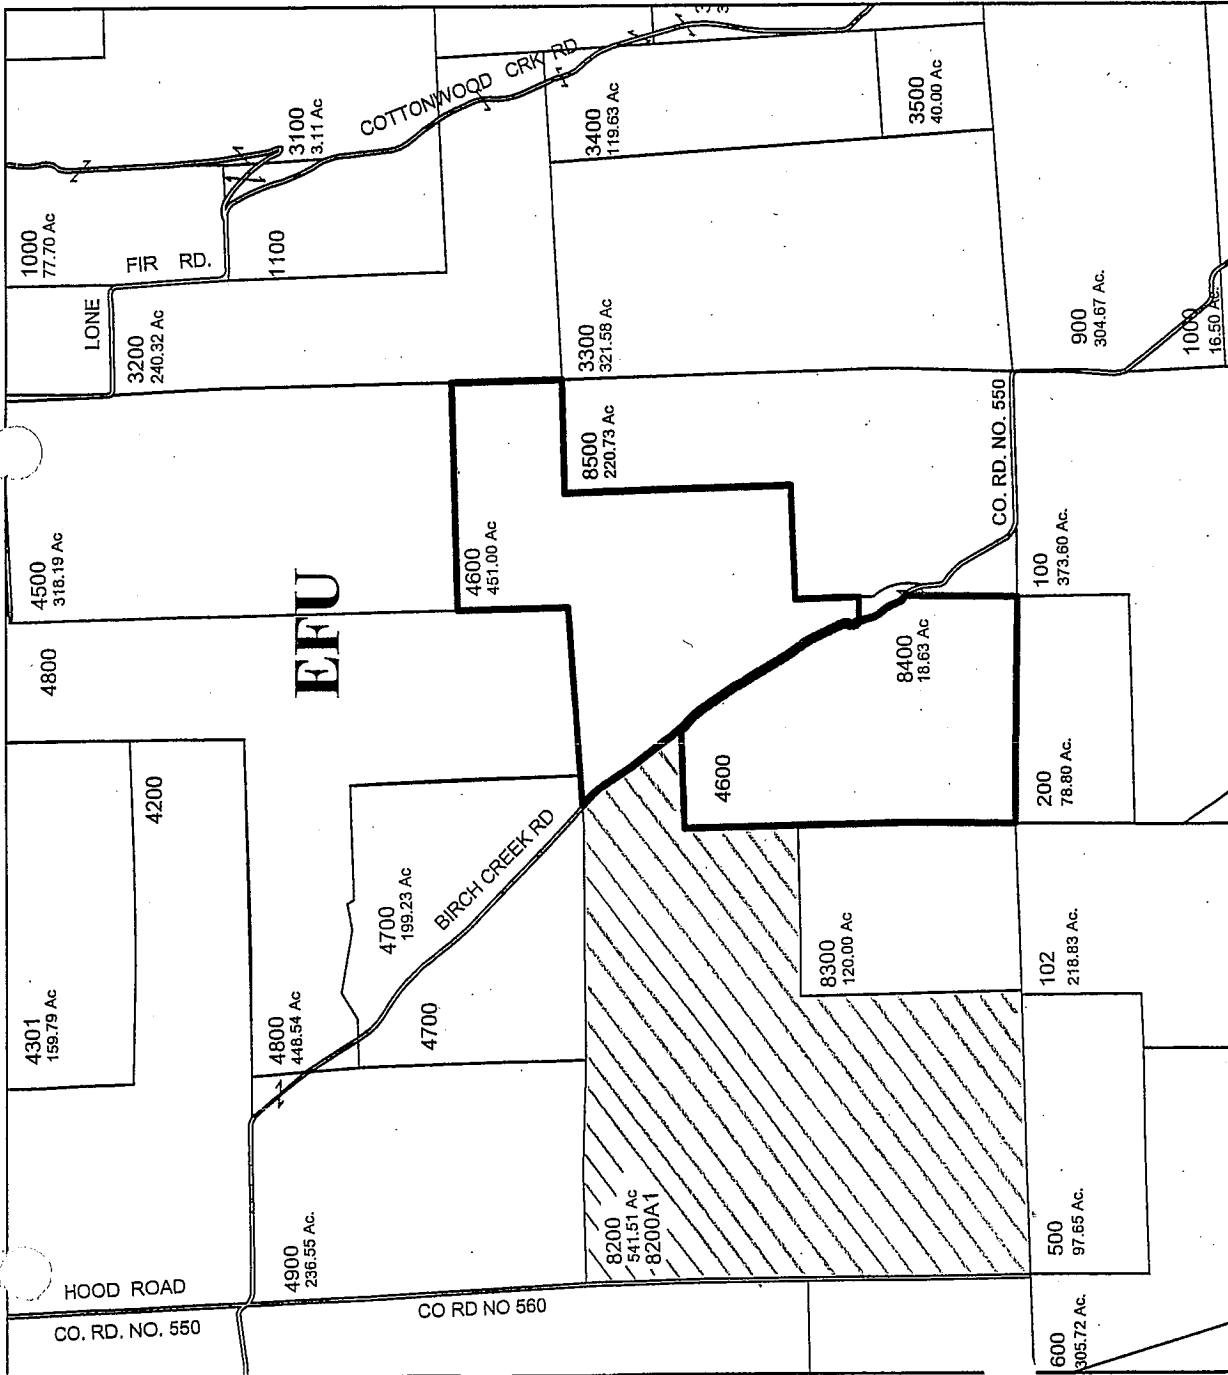 1000
77.70 Ac
3100
3.11 Ac
COTTONWOOD CRK RD
3400
119.63 Ac
3500
40.00 Ac
FIR RD.
1100
LONE
3200
240.32 Ac
3300
321.58 Ac
900
304.67 Ac.
1000
16.50 Ac.
4500
318.19 Ac
8500
220.73 Ac
CO. RD. NO. 550
4800
EFU
4600
451.00 Ac
100
373.60 Ac.
8400
18.63 Ac
4200
4600
200
78.80 Ac.
4301
159.79 Ac
4800
448.54 Ac
4700
199.23 Ac
BIRCH CREEK RD
4700
8300
120.00 Ac
102
218.83 Ac.
HOOD ROAD
CO. RD. NO. 550
4900
236.55 Ac.
CO RD NO 560
8200
541.51 Ac
8200A1
500
97.65 Ac.
600
305.72 Ac.